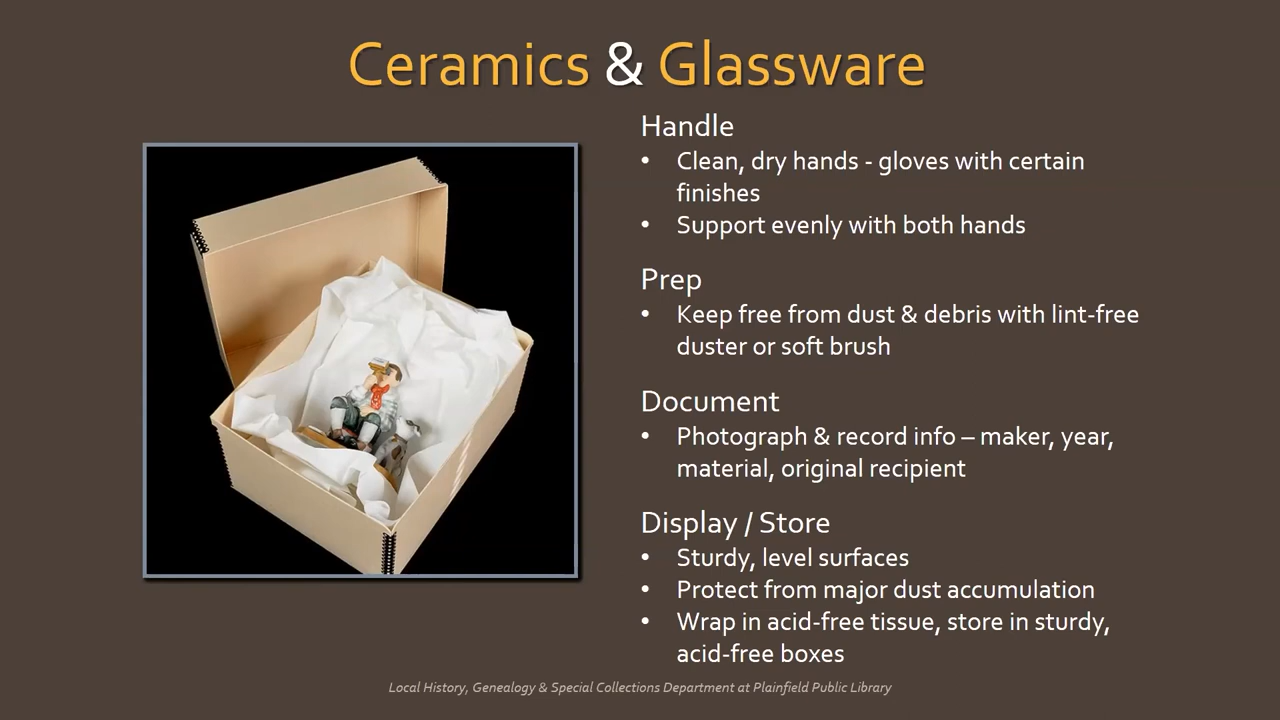 Ceramics & Glassware
Handle
• Clean, dry hands - gloves with certain
finishes
• Support evenly with both hands
Prep
• Keep free from dust & debris with lint-free
duster or soft brush
Document
• Photograph & record info – maker, year,
material, original recipient
Display / Store
• Sturdy, level surfaces
• Protect from major dust accumulation
• Wrap in acid-free tissue, store in sturdy,
acid-free boxes
Local History, Genealogy & Special Collections Department at Plainfield Public Library